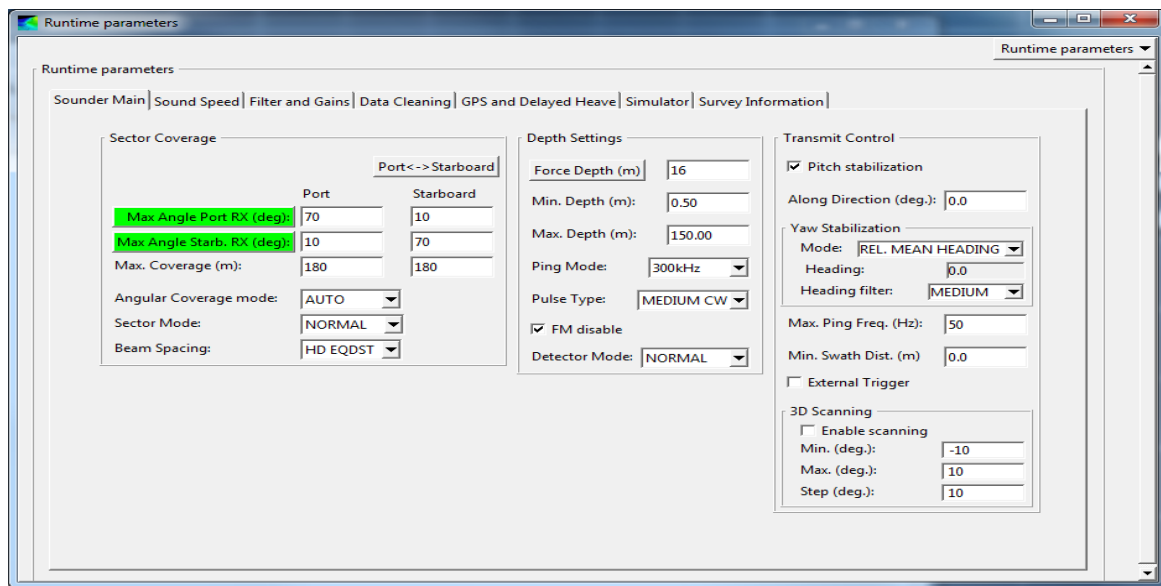 Runtime parameters
Runtime parameters
Runtime parameters
Sounder Main Sound Speed Filter and Gains Data Cleaning GPS and Delayed Heave Simulator Survey Information
Sector Coverage
Port<->Starboard
Port Starboard
Max Angle Port RX (deg): 70 10
Max Angle Starb. RX (deg): 10 70
Max. Coverage (m): 180 180
Angular Coverage mode: AUTO
Sector Mode: NORMAL
Beam Spacing: HD EQDST
Depth Settings
Force Depth (m) 16
Min. Depth (m): 0.50
Max. Depth (m): 150.00
Ping Mode: 300kHz
Pulse Type: MEDIUM CW
FM disable
Detector Mode: NORMAL
Transmit Control
Pitch stabilization
Along Direction (deg.): 0.0
Yaw Stabilization
Mode: REL. MEAN HEADING
Heading: 0.0
Heading filter: MEDIUM
Max. Ping Freq. (Hz): 50
Min. Swath Dist. (m) 0.0
External Trigger
3D Scanning
Enable scanning
Min. (deg.): -10
Max. (deg.): 10
Step (deg.): 10